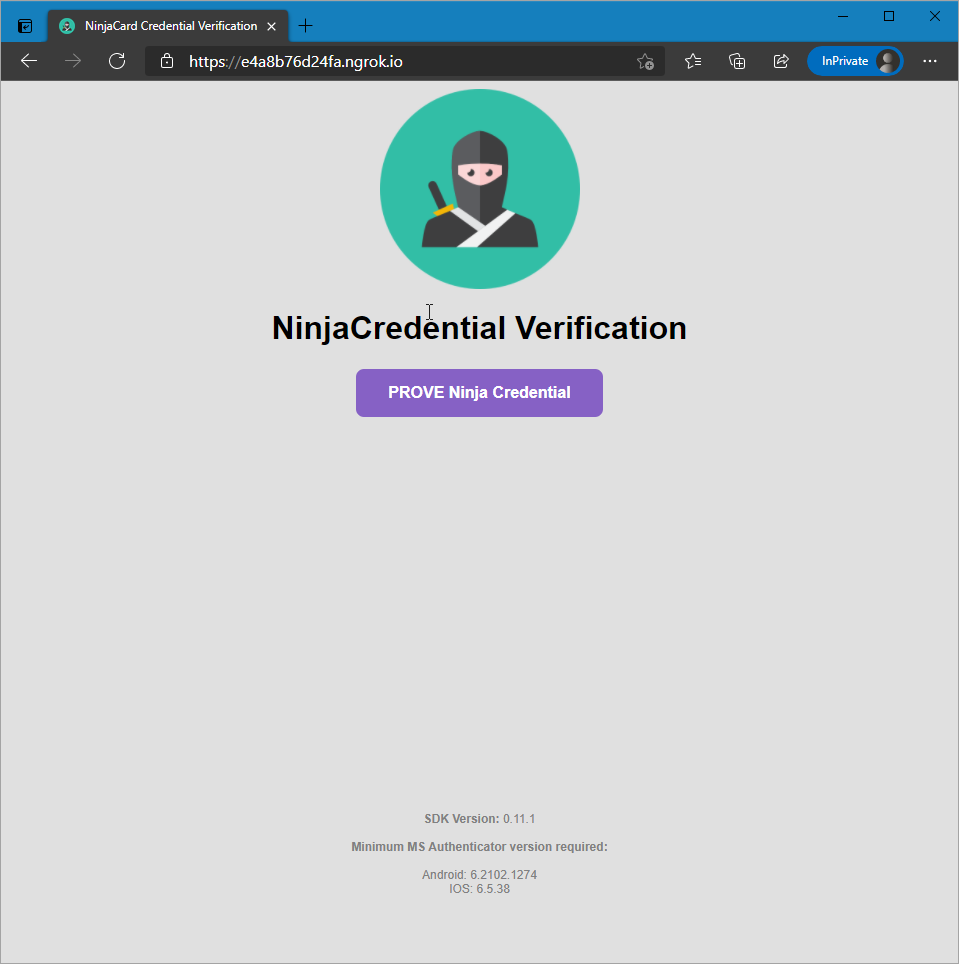 NinjaCard Credential Verification
https://e4a8b76d24fa.ngrok.io
InPrivate
NinjaCredential Verification
PROVE Ninja Credential
SDK Version: 0.11.1
Minimum MS Authenticator version required:
Android: 6.2102.1274
IOS: 6.5.38